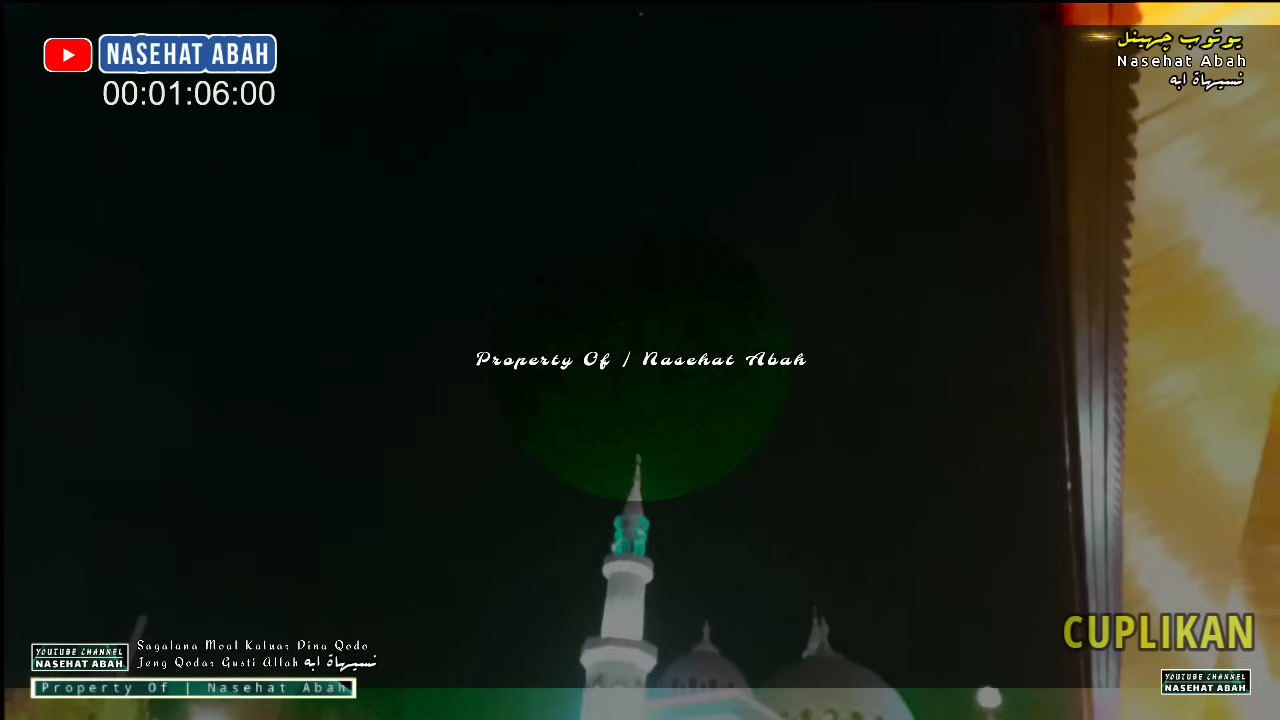 NASEHAT ABAH
00:01:06:00
يوتوب چهينل
Nasehat Abah
نسيهاة ابه
Property Of / Nasehat Abah
CUPLIKAN
YOUTUBE CHANNEL
NASEHAT ABAH
Sagalana Moal Kaluar Dina Qodo
Jeng Qodar Gusti Allah نسيهاة ابه
Property Of | Nasehat Abah
YOUTUBE CHANNEL
NASEHAT ABAH